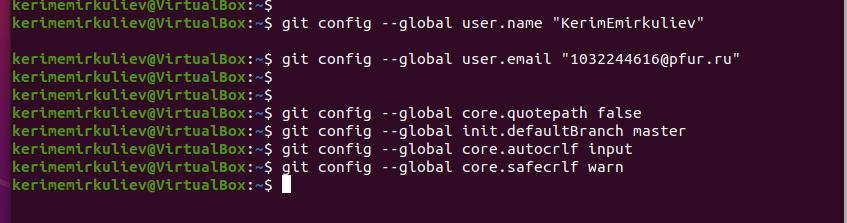 kerimemirkuliev@VirtualBox:~$
kerimemirkuliev@VirtualBox:~$ git config --global user.name "KerimEmirkuliev"
kerimemirkuliev@VirtualBox:~$ git config --global user.email "1032244616@pfur.ru"
kerimemirkuliev@VirtualBox:~$
kerimemirkuliev@VirtualBox:~$
kerimemirkuliev@VirtualBox:~$ git config --global core.quotepath false
kerimemirkuliev@VirtualBox:~$ git config --global init.defaultBranch master
kerimemirkuliev@VirtualBox:~$ git config --global core.autocrlf input
kerimemirkuliev@VirtualBox:~$ git config --global core.safecrlf warn
kerimemirkuliev@VirtualBox:~$